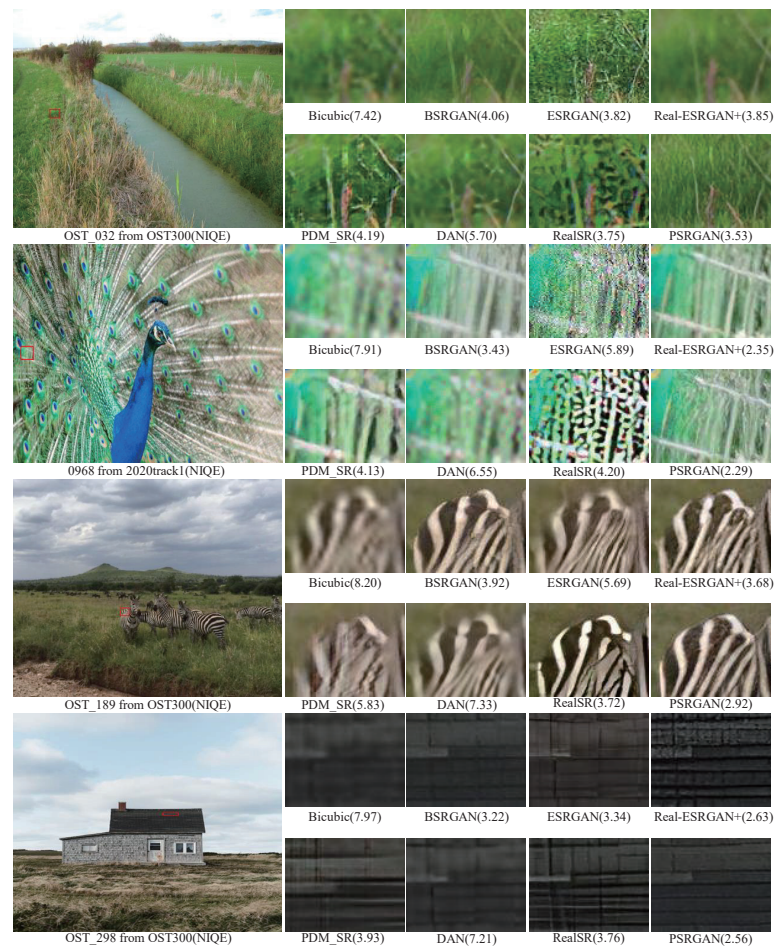 Bicubic(7.42) BSRGAN(4.06) ESRGAN(3.82) Real-ESRGAN+(3.85)
OST_032 from OST300(NIQE) PDM_SR(4.19) DAN(5.70) RealSR(3.75) PSRGAN(3.53)
Bicubic(7.91) BSRGAN(3.43) ESRGAN(5.89) Real-ESRGAN+(2.35)
0968 from 2020track1(NIQE) PDM_SR(4.13) DAN(6.55) RealSR(4.20) PSRGAN(2.29)
Bicubic(8.20) BSRGAN(3.92) ESRGAN(5.69) Real-ESRGAN+(3.68)
OST_189 from OST300(NIQE) PDM_SR(5.83) DAN(7.33) RealSR(3.72) PSRGAN(2.92)
Bicubic(7.97) BSRGAN(3.22) ESRGAN(3.34) Real-ESRGAN+(2.63)
OST_298 from OST300(NIQE) PDM_SR(3.93) DAN(7.21) RealSR(3.76) PSRGAN(2.56)